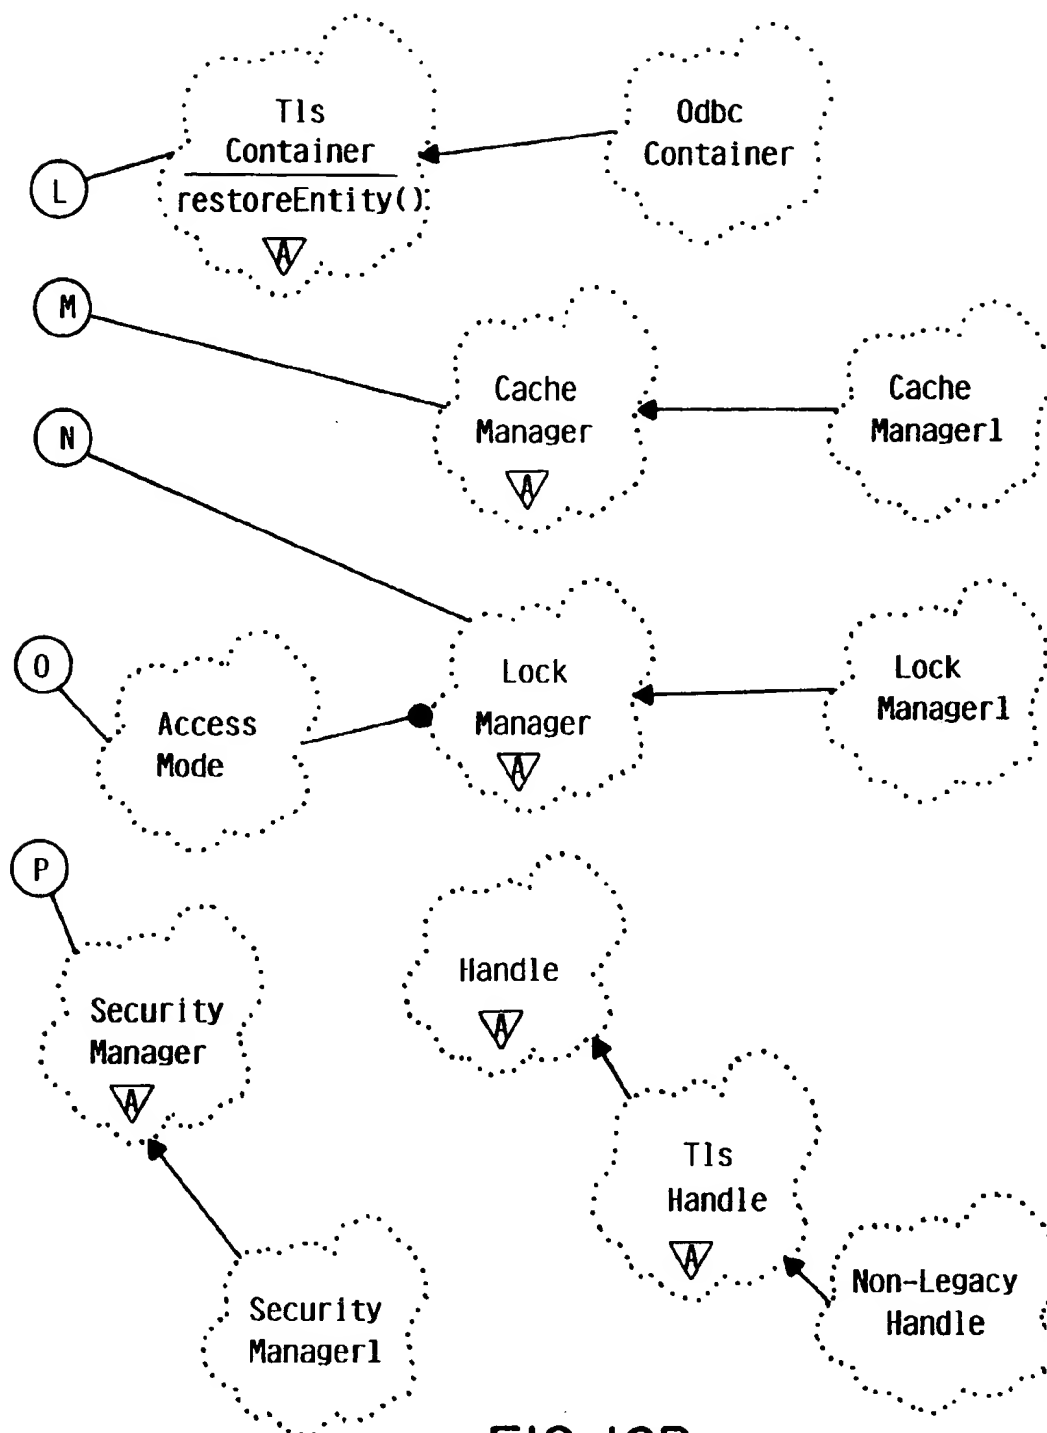 Tls
Container
restoreEntity()
A
Odbc
Container
L
M
Cache
Manager
A
Cache
Manager1
N
Lock
Manager
A
Lock
Manager1
O
Access
Mode
P
Security
Manager
A
Handle
A
Tls
Handle
A
Non-Legacy
Handle
Security
Manager1